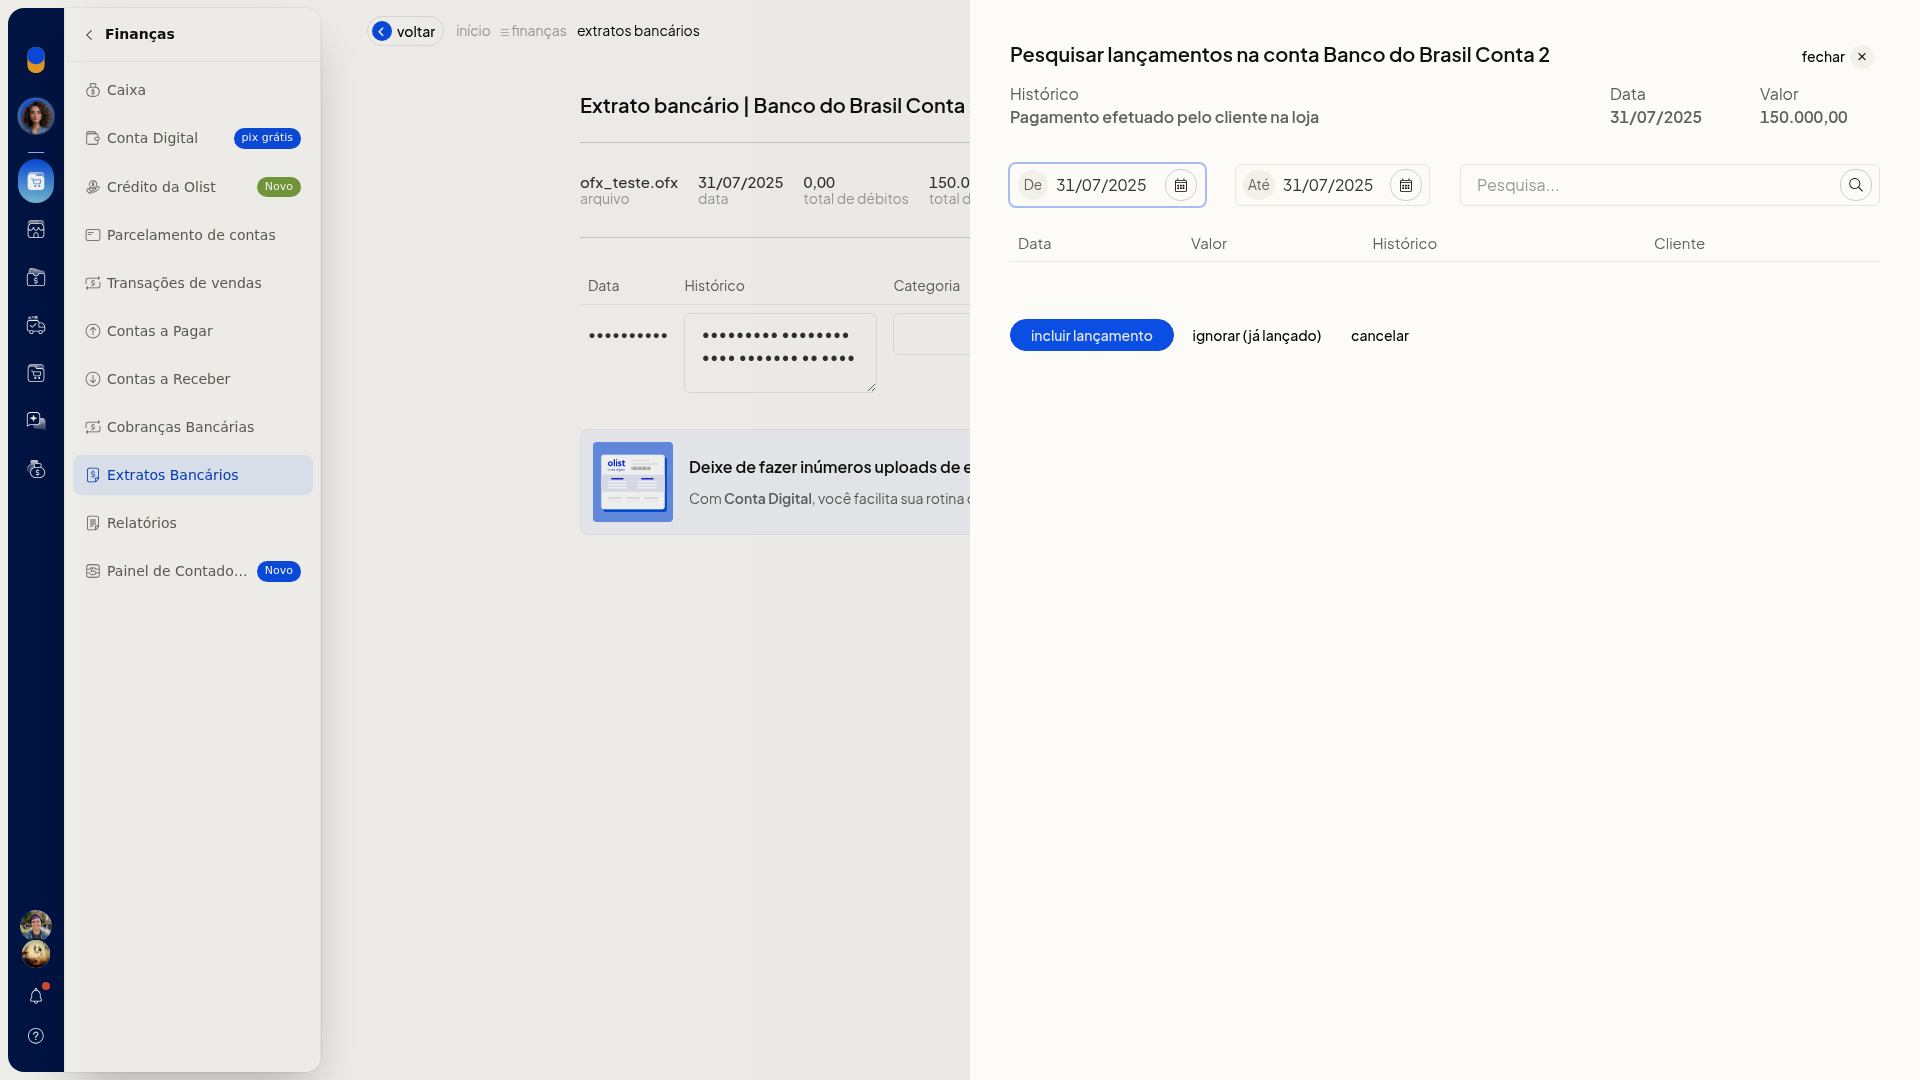 Finanças
Caixa
Conta Digital
pix grátis
Crédito da Olist
Novo
Parcelamento de contas
Transações de vendas
Contas a Pagar
Contas a Receber
Cobranças Bancárias
Extratos Bancários
Relatórios
Painel de Contado...
Novo
voltar
início
finanças
extratos bancários
Extrato bancário | Banco do Brasil Conta
ofx_teste.ofx
arquivo
31/07/2025
data
0,00
total de débitos
150.0
total d
Data
Histórico
Categoria
•••••••••• 
••••••••• ••••••••
•••• ••••••• •• ••••
olist
Deixe de fazer inúmeros uploads de e
Com Conta Digital, você facilita sua rotina
Pesquisar lançamentos na conta Banco do Brasil Conta 2
fechar
Histórico
Pagamento efetuado pelo cliente na loja
Data
31/07/2025
Valor
150.000,00
De 31/07/2025
Até 31/07/2025
Pesquisa...
Data
Valor
Histórico
Cliente
incluir lançamento
ignorar (já lançado)
cancelar